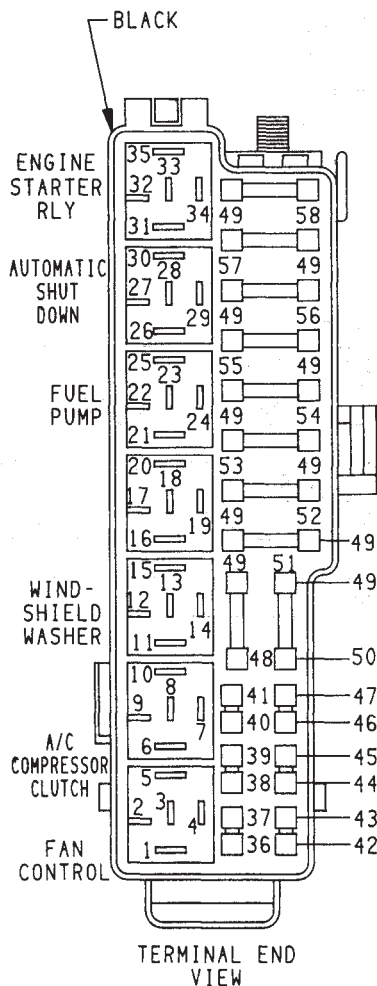 BLACK
ENGINE
STARTER
RLY
35
33
32
34
31
49 58
AUTOMATIC
SHUT
DOWN
30
28
27
29
26
57 49
49 56
FUEL
PUMP
25
23
22
24
21
55 49
49 54
20
18
17
19
16
53 49
49 52
49
WIND-
SHIELD
WASHER
15
13
12
14
11
49 51
49
48 50
A/C
COMPRESSOR
CLUTCH
10
8
9
7
6
41 47
40 46
39 45
38 44
FAN
CONTROL
5
3
2
4
1
37 43
36 42
TERMINAL END
VIEW